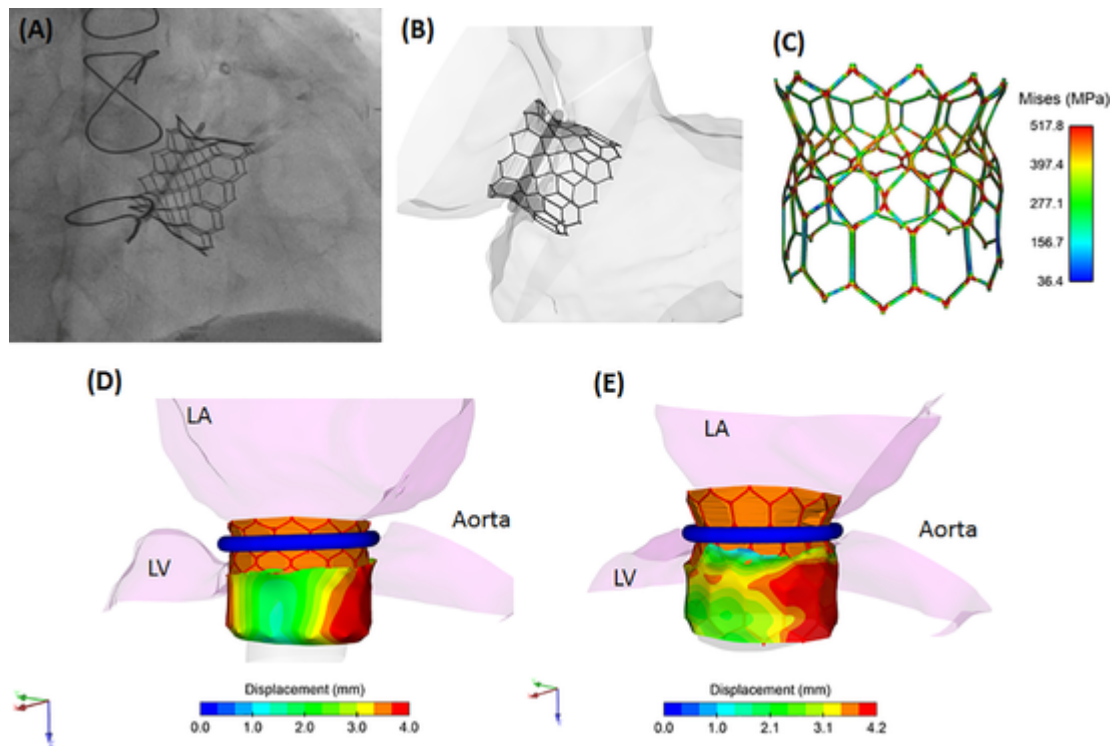 (A)
(B)
(C)
Mises (MPa)
517.8
397.4
277.1
156.7
36.4
(D)
LA
Aorta
LV
Displacement (mm)
0.0 1.0 2.0 3.0 4.0
(E)
LA
Aorta
LV
Displacement (mm)
0.0 1.0 2.1 3.1 4.2